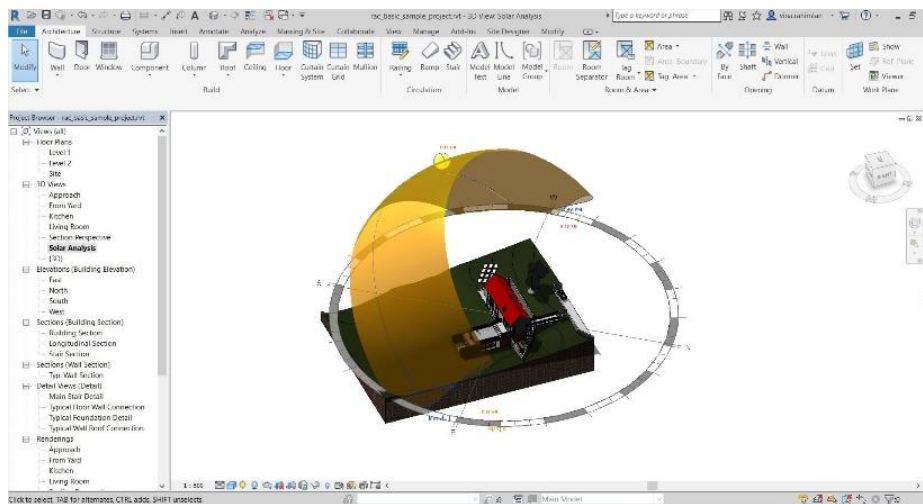 rac_basic_sample_project.rvt - 3D View: Solar Analysis
Type a keyword or phrase
File Architecture Structure Systems Insert Annotate Analyze Massing & Site Collaborate View Manage Add-Ins Site Designer Modify
Modify Wall Door Window Component Column Roof Ceiling Floor Curtain System Curtain Grid Mullion Railing Ramp Stair Model Text Model Line Model Group Room Room Separator Tag Room Area Area Boundary Tag Area By Face Shaft Wall Vertical Dormer Level Grid Set Show Ref Plane Viewer
Select Build Circulation Model Room & Area Opening Datum Work Plane
Project Browser - rac_basic_sample_project.rvt
Views (all)
Floor Plans
Level 1
Level 2
Site
3D Views
Approach
From Yard
Kitchen
Living Room
Section Perspective
Solar Analysis
{3D}
Elevations (Building Elevation)
East
North
South
West
Sections (Building Section)
Building Section
Longitudinal Section
Stair Section
Sections (Wall Section)
Typ. Wall Section
Detail Views (Detail)
Main Stair Detail
Typical Floor Wall Connection
Typical Foundation Detail
Typical Wall Roof Connection
Renderings
Approach
From Yard
Kitchen
Living Room
1 : 500
Click to select, TAB for alternates, CTRL adds, SHIFT unselects.
Main Model